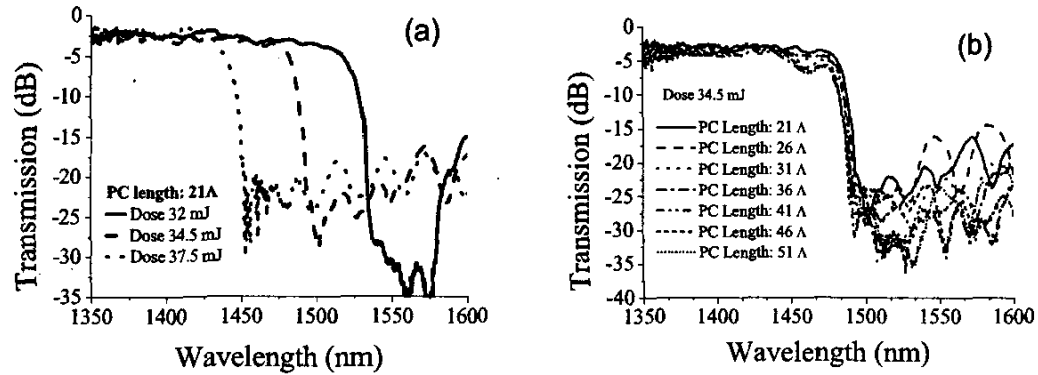 (a)
Transmission (dB)
0
-5
-10
-15
-20
-25
-30
-35
PC length: 21Λ
Dose 32 mJ
Dose 34.5 mJ
Dose 37.5 mJ
1350 1400 1450 1500 1550 1600
Wavelength (nm)
(b)
Transmission (dB)
0
-5
-10
-15
-20
-25
-30
-35
-40
Dose 34.5 mJ
PC Length: 21 Λ
PC Length: 26 Λ
PC Length: 31 Λ
PC Length: 36 Λ
PC Length: 41 Λ
PC Length: 46 Λ
PC Length: 51 Λ
1350 1400 1450 1500 1550 1600
Wavelength (nm)